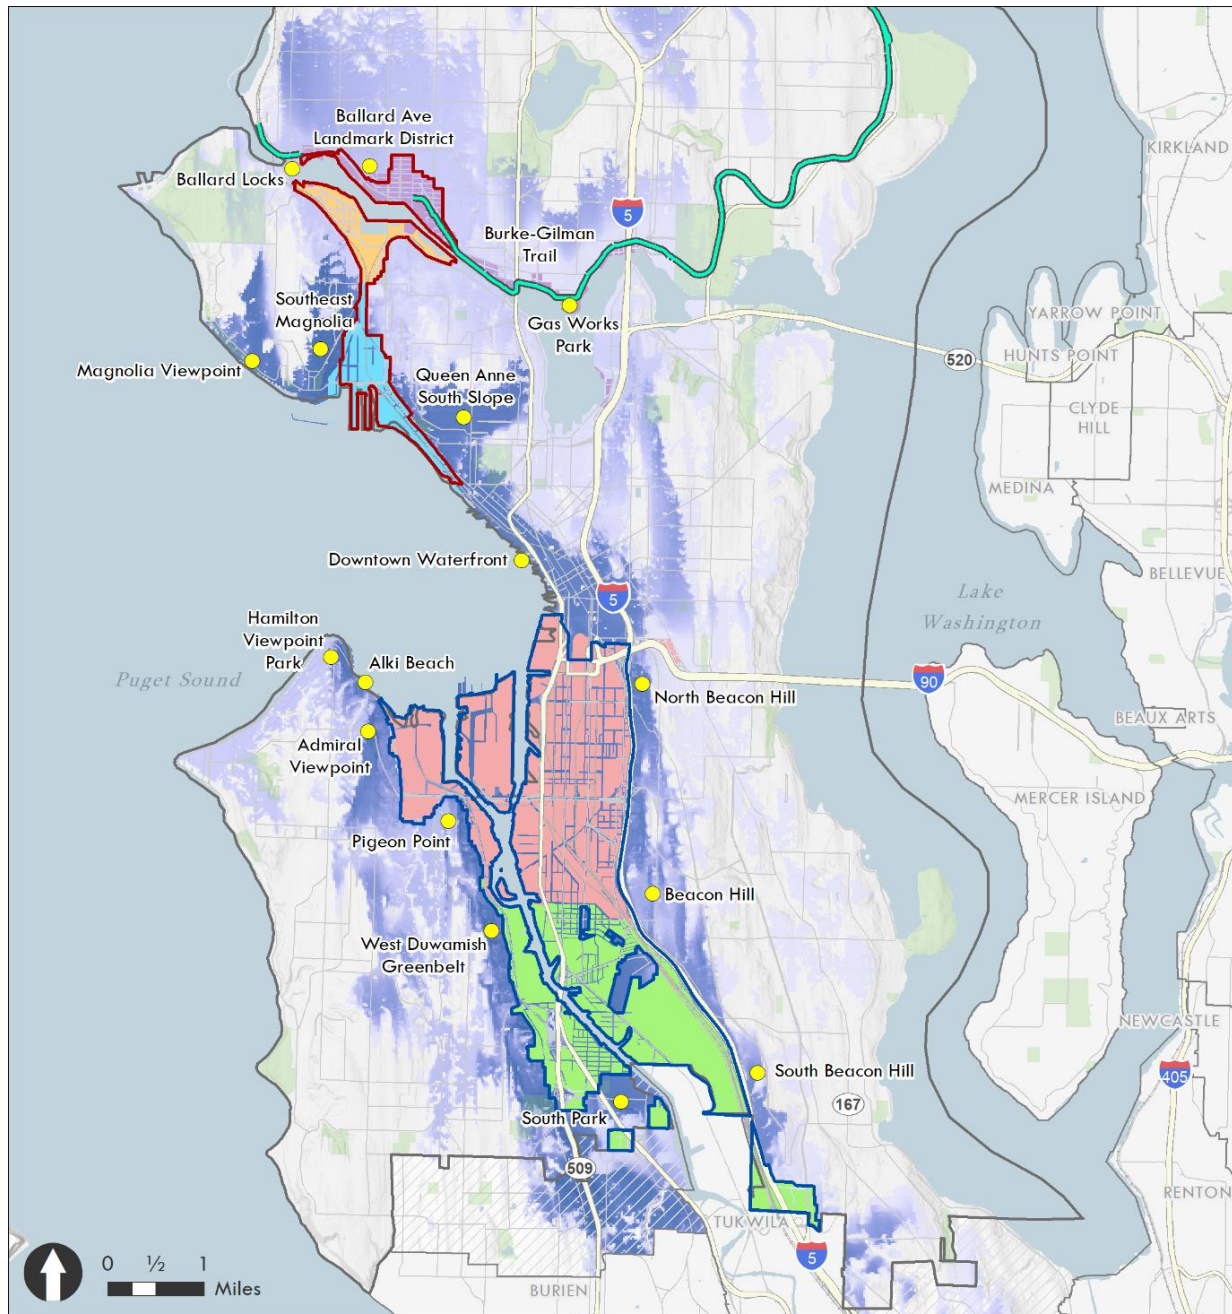 KIRKLAND
Ballard Ave
Landmark District
Ballard Locks
5
Burke-Gilman
Trail
Southeast
Magnolia
Gas Works
Park
YARROW POINT
Magnolia Viewpoint
Queen Anne
South Slope
520
HUNTS POINT
CLYDE
HILL
MEDINA
Downtown Waterfront
BELLEVUE
5
Lake
Washington
Hamilton
Viewpoint
Park
Alki Beach
Puget Sound
90
North Beacon Hill
BEAUX ARTS
Admiral
Viewpoint
MERCER ISLAND
Pigeon Point
Beacon Hill
West Duwamish
Greenbelt
NEWCASTLE
405
South Beacon Hill
167
South Park
509
RENTON
TUKWILA
5
0 ½ 1
Miles
BURIEN